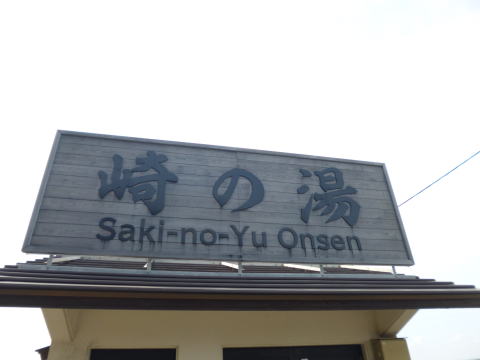 崎の湯
Saki-no-Yu Onsen